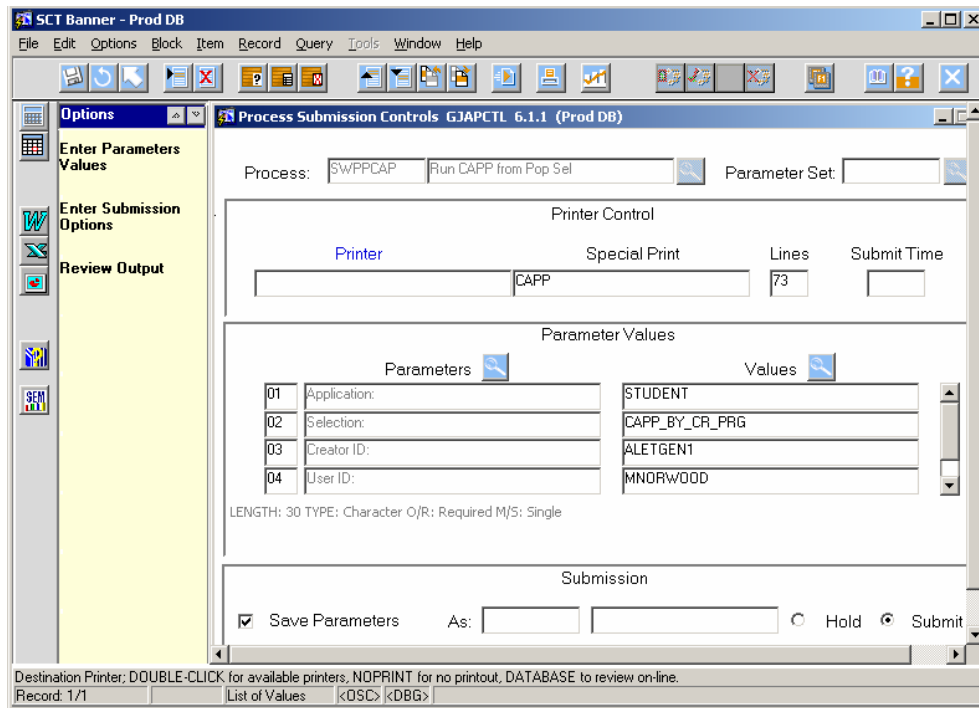 SCT Banner - Prod DB
File Edit Options Block Item Record Query Tools Window Help
Options
Enter Parameters
Values
Enter Submission
Options
Review Output
Process Submission Controls GJAPCTL 6.1.1 (Prod DB)
Process: SWPPCAP Run CAPP from Pop Sel Parameter Set:
Printer Control
Printer Special Print Lines Submit Time
CAPP 73
Parameter Values
Parameters Values
01 Application: STUDENT
02 Selection: CAPP_BY_CR_PRG
03 Creator ID: ALETGEN1
04 User ID: MNORWOOD
LENGTH: 30 TYPE: Character O/R: Required M/S: Single
Submission
Save Parameters As: Hold Submit
Destination Printer; DOUBLE-CLICK for available printers, NOPRINT for no printout, DATABASE to review on-line.
Record: 1/1 List of Values <OSC> <DBG>
W
X
SEM